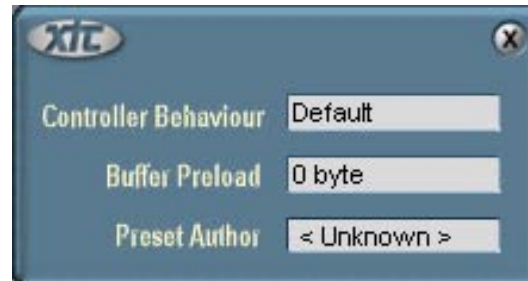 XTC
X
Controller Behaviour Default
Buffer Preload 0 byte
Preset Author < Unknown >